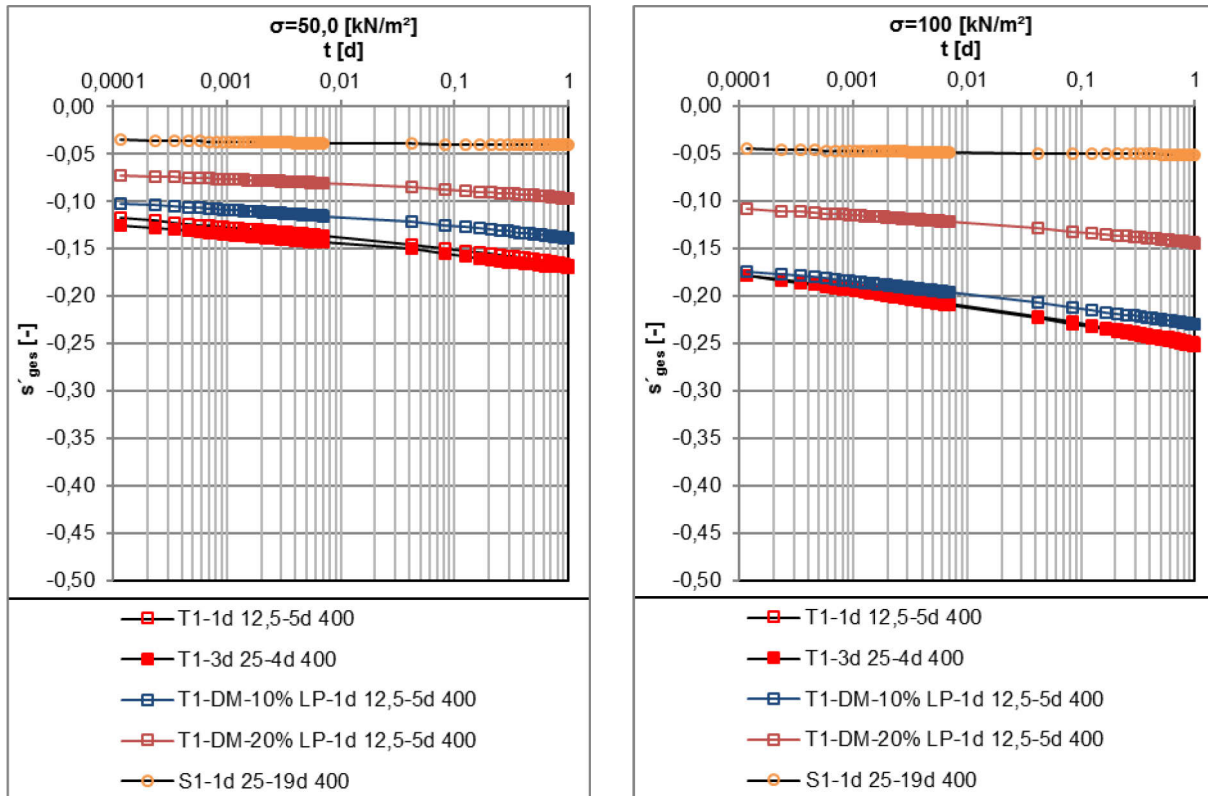 σ=50,0 [kN/m²]
t [d]
0,0001 0,001 0,01 0,1 1
0,00
-0,05
-0,10
-0,15
-0,20
-0,25
-0,30
-0,35
-0,40
-0,45
-0,50
s´ges [-]
T1-1d 12,5-5d 400
T1-3d 25-4d 400
T1-DM-10% LP-1d 12,5-5d 400
T1-DM-20% LP-1d 12,5-5d 400
S1-1d 25-19d 400
σ=100 [kN/m²]
t [d]
0,0001 0,001 0,01 0,1 1
0,00
-0,05
-0,10
-0,15
-0,20
-0,25
-0,30
-0,35
-0,40
-0,45
-0,50
s´ges [-]
T1-1d 12,5-5d 400
T1-3d 25-4d 400
T1-DM-10% LP-1d 12,5-5d 400
T1-DM-20% LP-1d 12,5-5d 400
S1-1d 25-19d 400